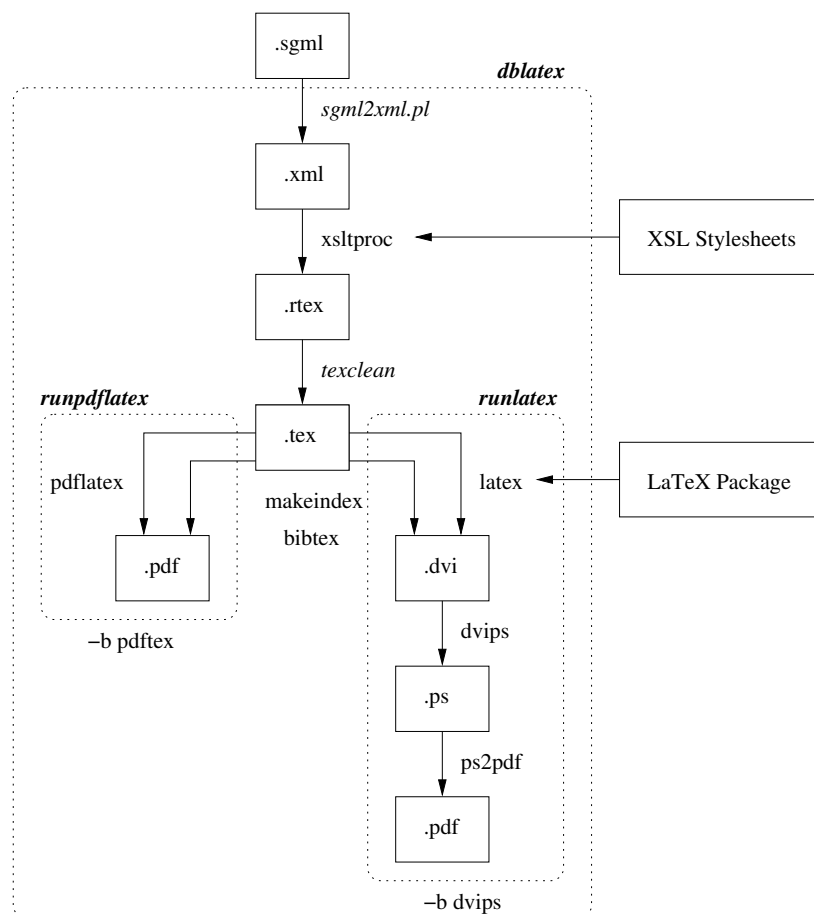 .sgml
dblatex
sgml2xml.pl
.xml
xsltproc
XSL Stylesheets
.rtex
texclean
runpdflatex
runlatex
.tex
pdflatex
latex
LaTeX Package
makeindex
bibtex
.pdf
.dvi
−b pdftex
dvips
.ps
ps2pdf
.pdf
−b dvips